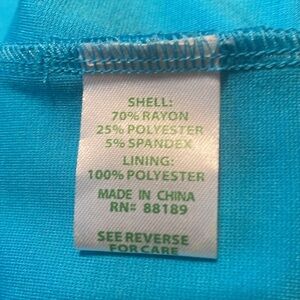 SHELL:
70% RAYON
25% POLYESTER
5% SPANDEX
LINING:
100% POLYESTER
MADE IN CHINA
RN# 88189
SEE REVERSE
FOR CARE